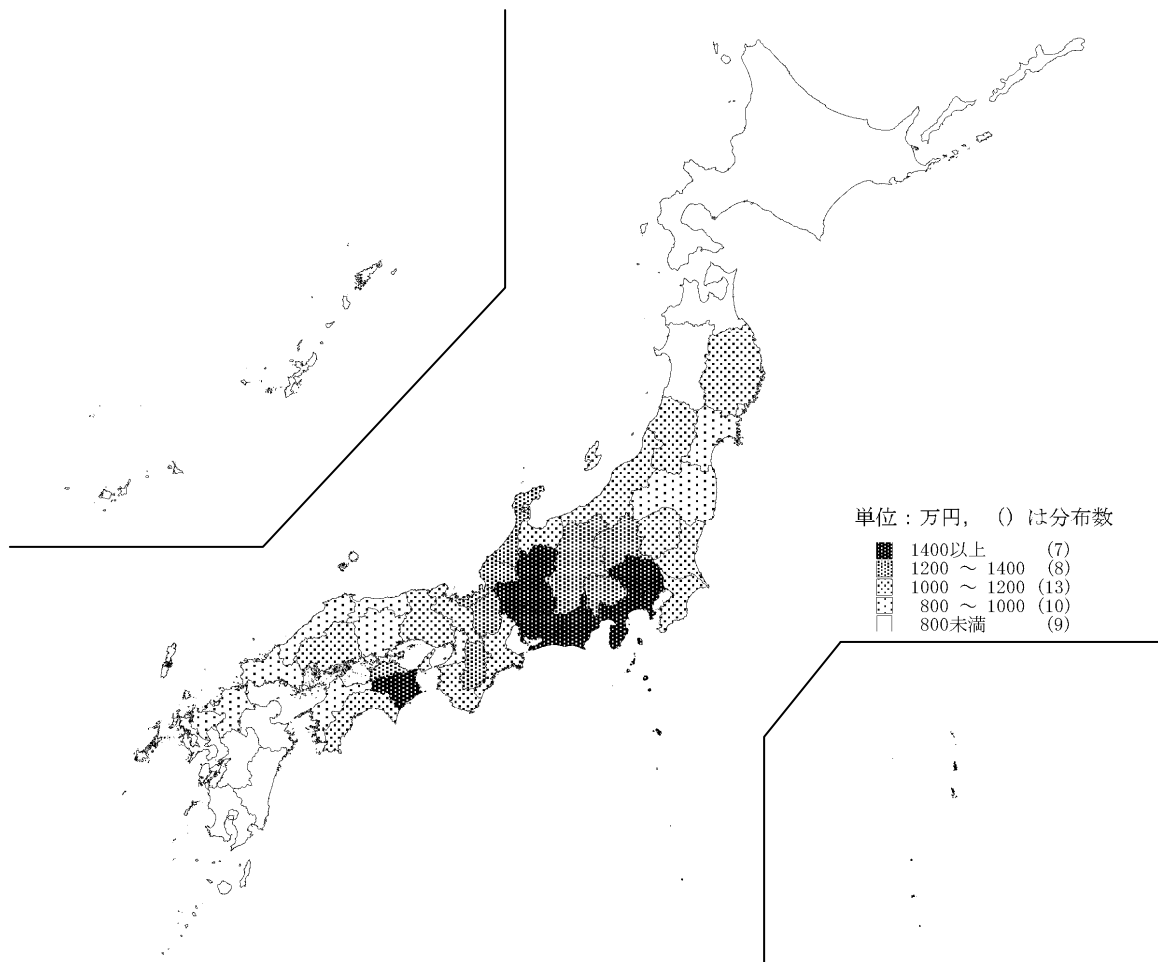 単位：万円， () は分布数
1400以上 (7)
1200 ～ 1400 (8)
1000 ～ 1200 (13)
800 ～ 1000 (10)
800未満 (9)